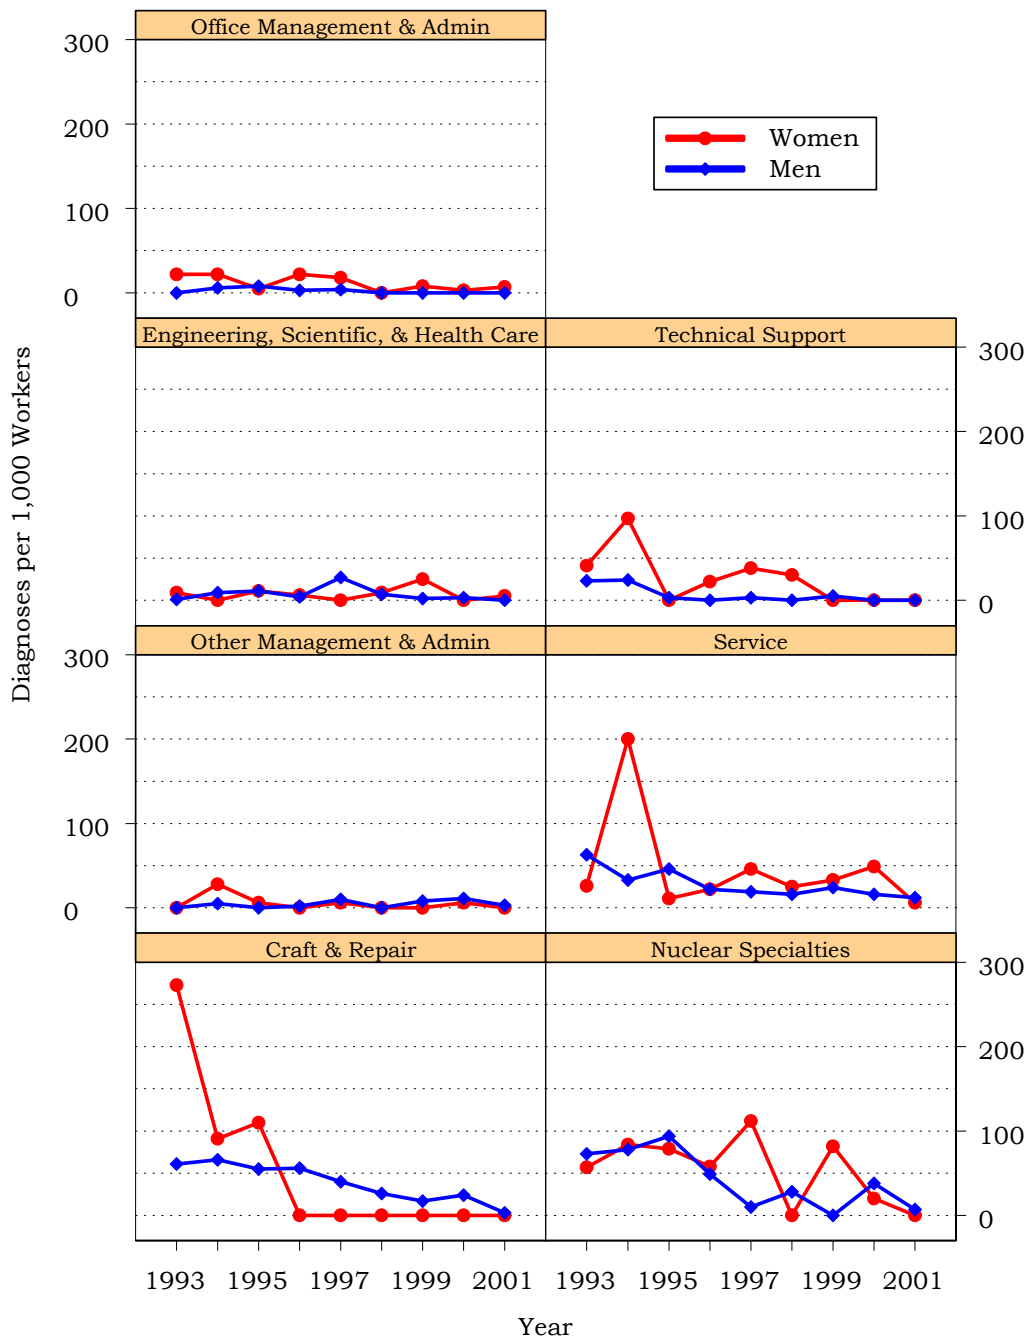 Office Management & Admin
300
200
100
0
Women
Men
Engineering, Scientific, & Health Care
Technical Support
300
200
100
0
Diagnoses per 1,000 Workers
Other Management & Admin
Service
300
200
100
0
Craft & Repair
Nuclear Specialties
300
200
100
0
1993 1995 1997 1999 2001 1993 1995 1997 1999 2001
Year